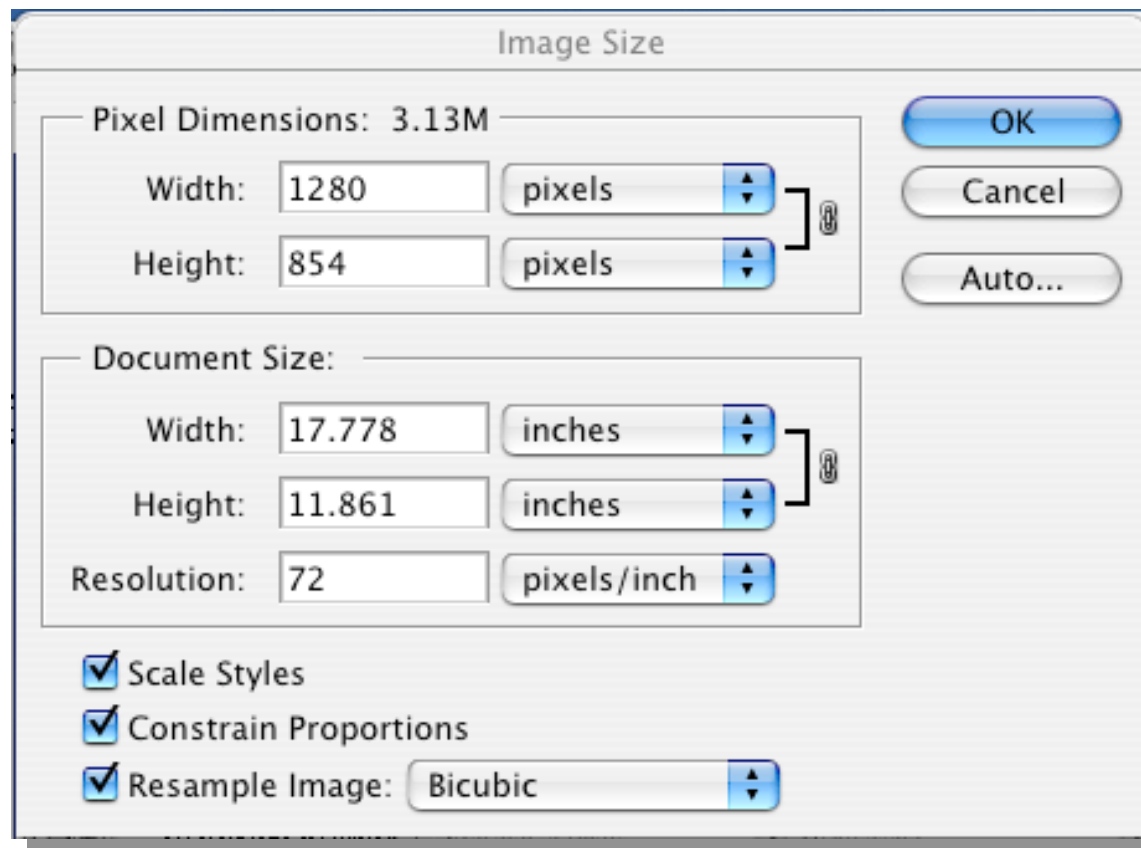 Image Size
Pixel Dimensions: 3.13M
OK
Width: 1280 pixels
Cancel
Height: 854 pixels
Auto...
Document Size:
Width: 17.778 inches
Height: 11.861 inches
Resolution: 72 pixels/inch
Scale Styles
Constrain Proportions
Resample Image: Bicubic